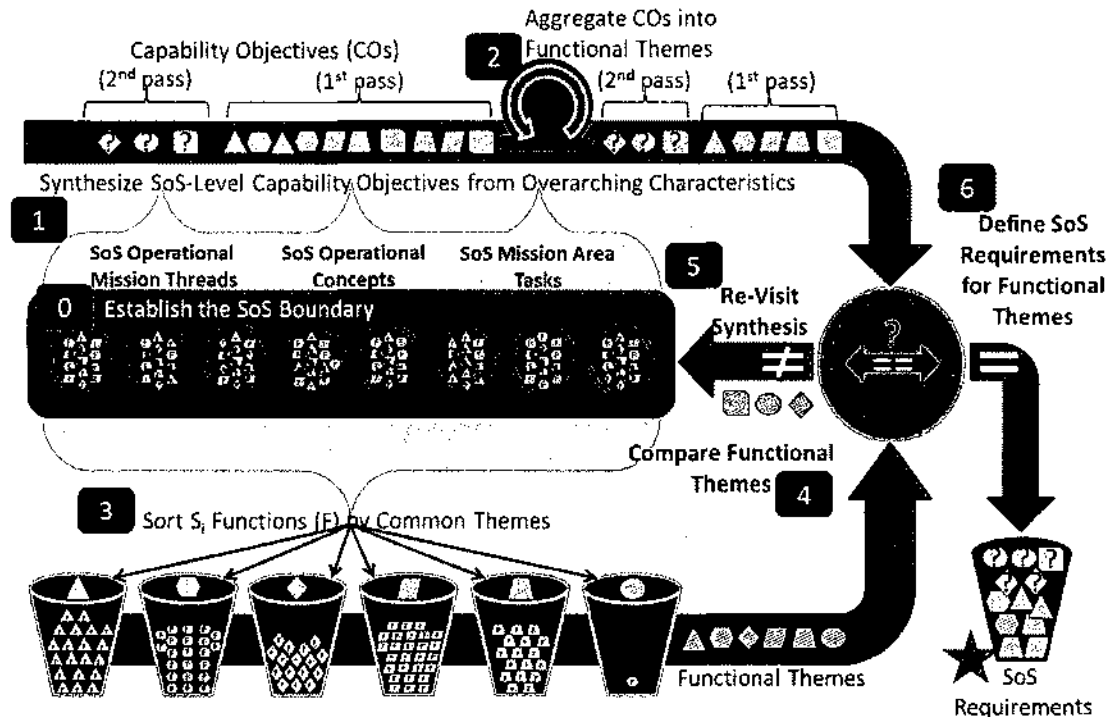 Aggregate COs into
Functional Themes
2
Capability Objectives (COs)
(2nd pass)
(1st pass)
(2nd pass)
(1st pass)
? ? ?
? ? ?
Synthesize SoS-Level Capability Objectives from Overarching Characteristics
1
SoS Operational
Mission Threads
SoS Operational
Concepts
SoS Mission Area
Tasks
0
Establish the SoS Boundary
5
Re-Visit
Synthesis
≠
?
==
6
Define SoS
Requirements
for Functional
Themes
=
Compare Functional
Themes
4
3
Sort Si Functions (F) by Common Themes
Functional Themes
? ? ?
? ?
SoS
Requirements